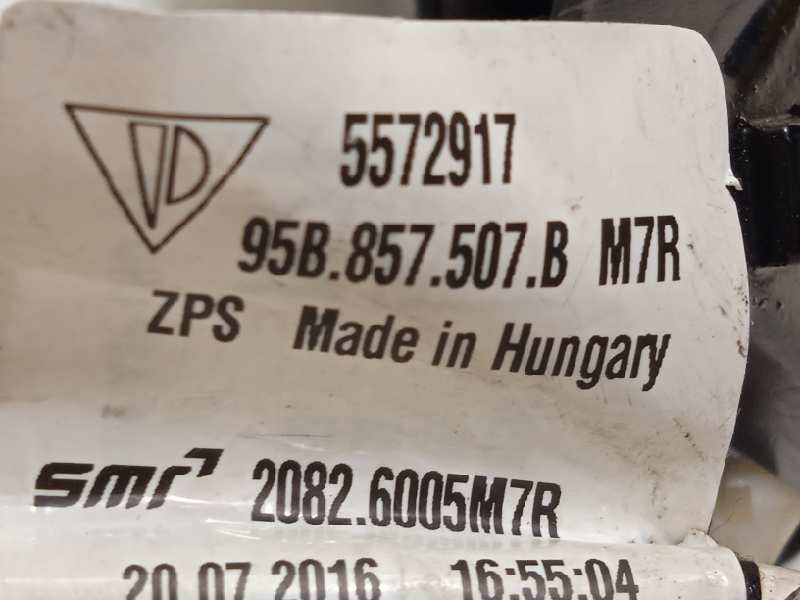 5572917
95B.857.507.B M7R
ZPS Made in Hungary
smr 2082.6005M7R
20.07.2016 16:55:04